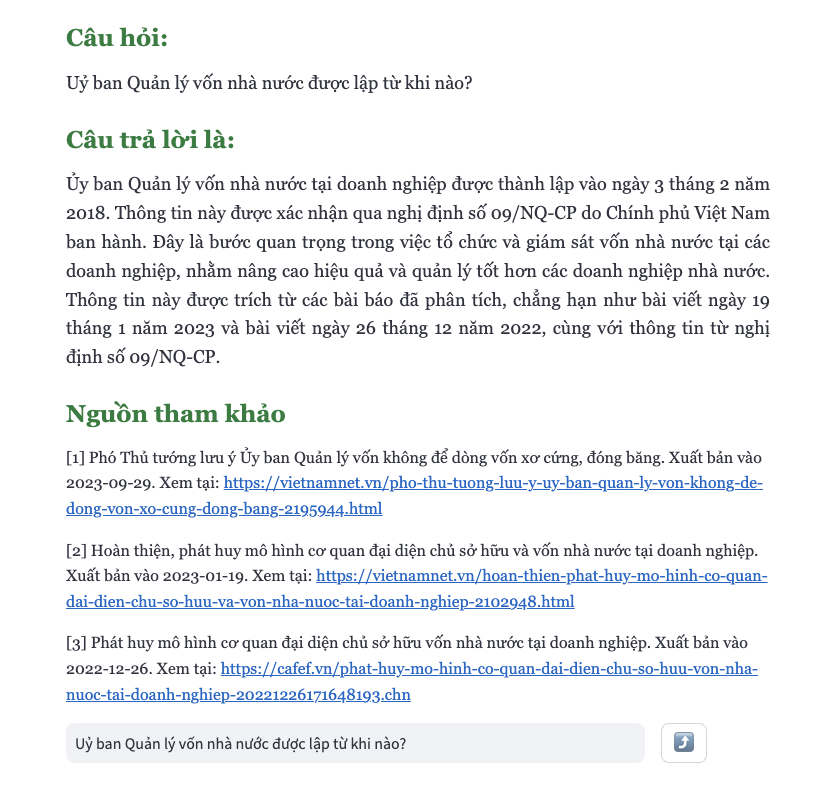 Câu hỏi:
Uỷ ban Quản lý vốn nhà nước được lập từ khi nào?
Câu trả lời là:
Ủy ban Quản lý vốn nhà nước tại doanh nghiệp được thành lập vào ngày 3 tháng 2 năm
2018. Thông tin này được xác nhận qua nghị định số 09/NQ-CP do Chính phủ Việt Nam
ban hành. Đây là bước quan trọng trong việc tổ chức và giám sát vốn nhà nước tại các
doanh nghiệp, nhằm nâng cao hiệu quả và quản lý tốt hơn các doanh nghiệp nhà nước.
Thông tin này được trích từ các bài báo đã phân tích, chẳng hạn như bài viết ngày 19
tháng 1 năm 2023 và bài viết ngày 26 tháng 12 năm 2022, cùng với thông tin từ nghị
định số 09/NQ-CP.
Nguồn tham khảo
[1] Phó Thủ tướng lưu ý Ủy ban Quản lý vốn không để dòng vốn xơ cứng, đóng băng. Xuất bản vào
2023-09-29. Xem tại: https://vietnamnet.vn/pho-thu-tuong-luu-y-uy-ban-quan-ly-von-khong-de-
dong-von-xo-cung-dong-bang-2195944.html
[2] Hoàn thiện, phát huy mô hình cơ quan đại diện chủ sở hữu và vốn nhà nước tại doanh nghiệp.
Xuất bản vào 2023-01-19. Xem tại: https://vietnamnet.vn/hoan-thien-phat-huy-mo-hinh-co-quan-
dai-dien-chu-so-huu-va-von-nha-nuoc-tai-doanh-nghiep-2102948.html
[3] Phát huy mô hình cơ quan đại diện chủ sở hữu vốn nhà nước tại doanh nghiệp. Xuất bản vào
2022-12-26. Xem tại: https://cafef.vn/phat-huy-mo-hinh-co-quan-dai-dien-chu-so-huu-von-nha-
nuoc-tai-doanh-nghiep-20221226171648193.chn
Uỷ ban Quản lý vốn nhà nước được lập từ khi nào?